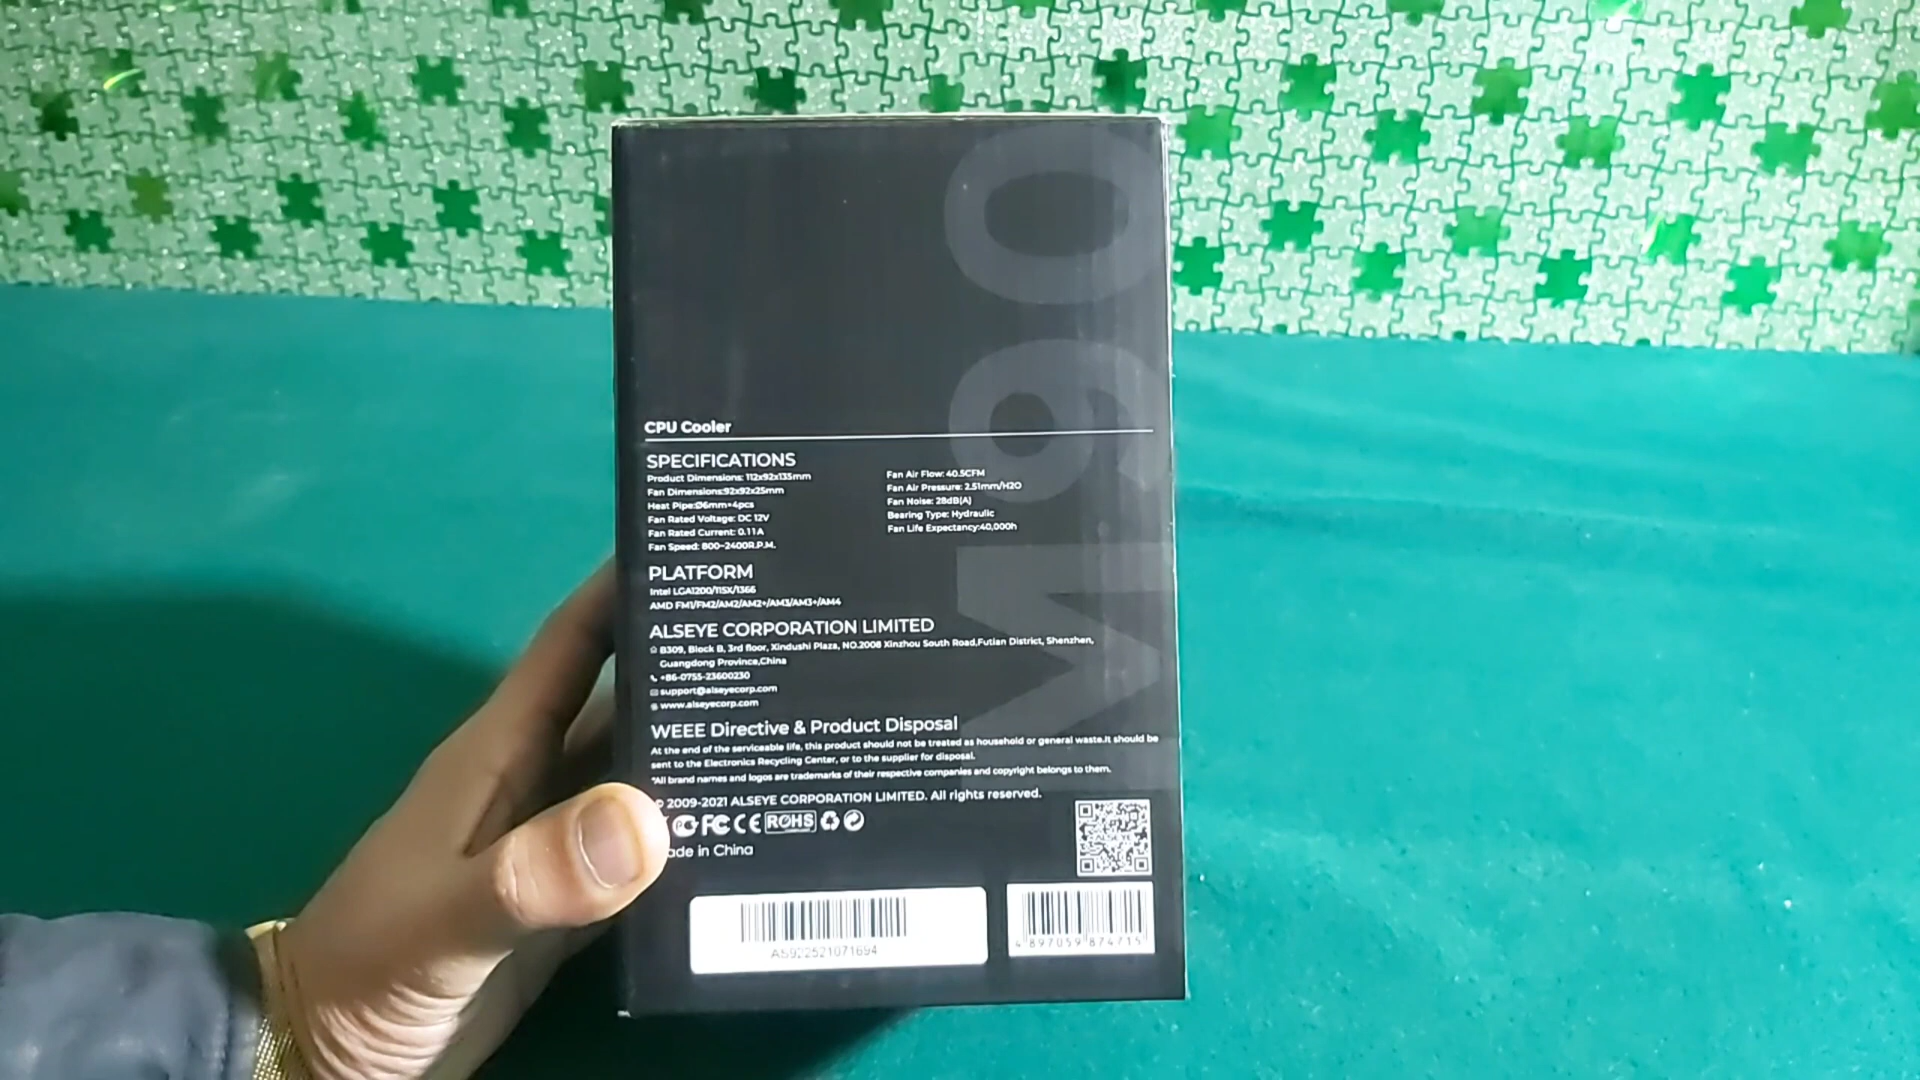 M90
CPU Cooler
SPECIFICATIONS
Product Dimensions: 112x92x135mm
Fan Dimensions:92x92x25mm
Heat Pipe:Ø6mm*4pcs
Fan Rated Voltage: DC 12V
Fan Rated Current: 0.11A
Fan Speed: 800~2400R.P.M.
Fan Air Flow: 40.5CFM
Fan Air Pressure: 2.51mm/H2O
Fan Noise: 28dB(A)
Bearing Type: Hydraulic
Fan Life Expectancy:40,000h
PLATFORM
Intel LGA1200/115X/1366
AMD FM1/FM2/AM2/AM2+/AM3/AM3+/AM4
ALSEYE CORPORATION LIMITED
B309, Block B, 3rd floor, Xindushi Plaza, NO.2008 Xinzhou South Road,Futian District, Shenzhen,
Guangdong Province,China
+86-0755-23600230
support@alseyecorp.com
www.alseyecorp.com
WEEE Directive & Product Disposal
At the end of the serviceable life, this product should not be treated as household or general waste.It should be
sent to the Electronics Recycling Center, or to the supplier for disposal.
*All brand names and logos are trademarks of their respective companies and copyright belongs to them.
© 2009-2021 ALSEYE CORPORATION LIMITED. All rights reserved.
FC CE ROHS
ade in China
AS922521071694
4 897059 874715